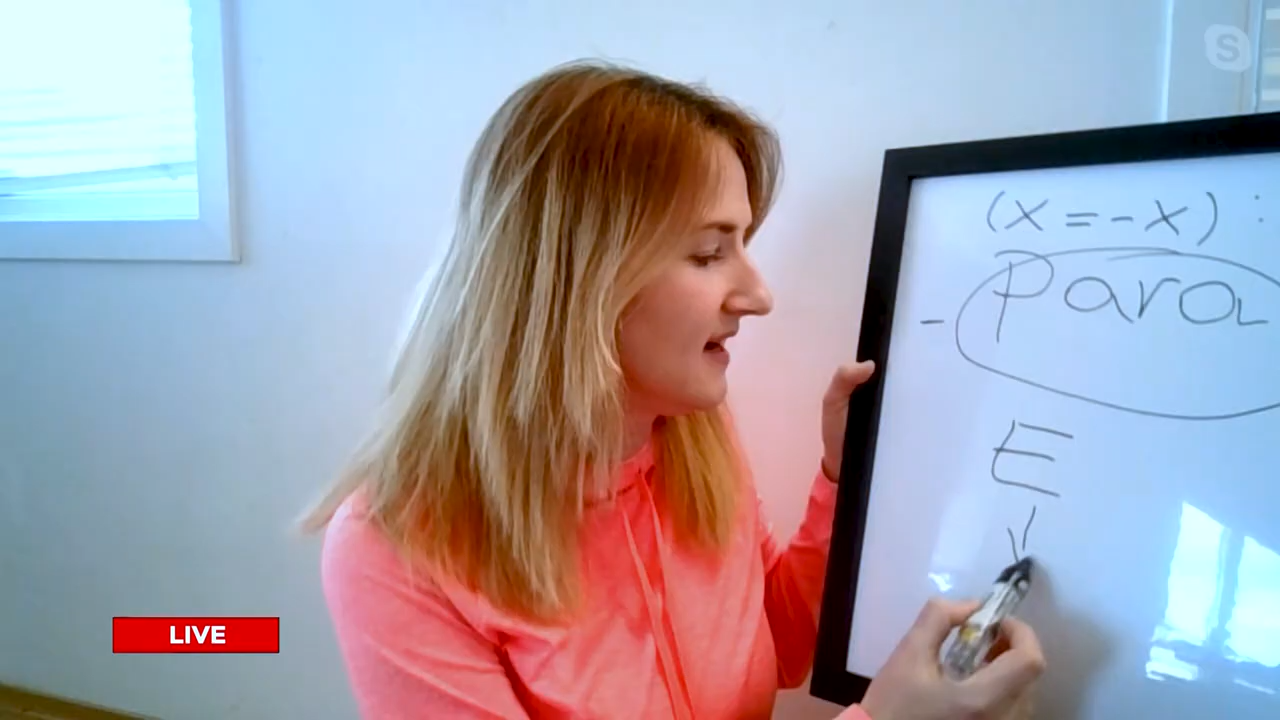 (x = - x) :
- Para
E
V
LIVE